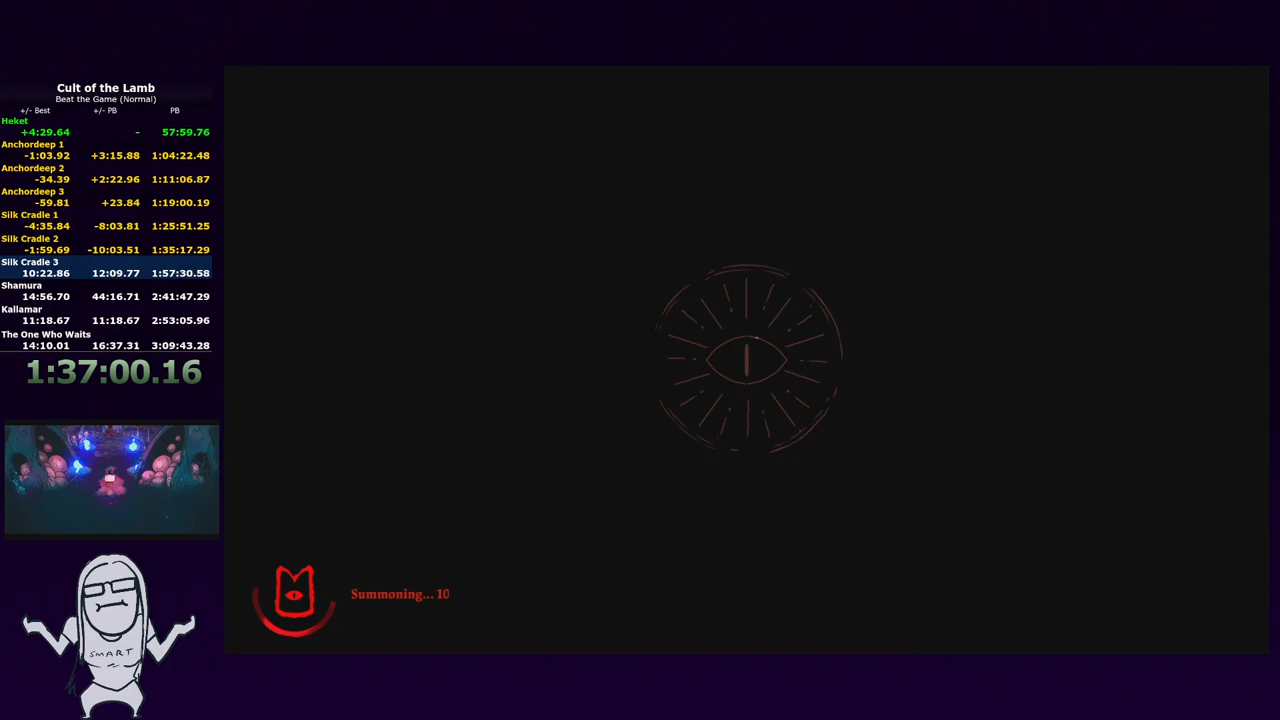 Cult of the Lamb
Beat the Game (Normal)
+/- Best +/- PB PB
Heket
+4:29.64 - 57:59.76
Anchordeep 1
-1:03.92 +3:15.88 1:04:22.48
Anchordeep 2
-34.39 +2:22.96 1:11:06.87
Anchordeep 3
-59.81 +23.84 1:19:00.19
Silk Cradle 1
-4:35.84 -8:03.81 1:25:51.25
Silk Cradle 2
-1:59.69 -10:03.51 1:35:17.29
Silk Cradle 3
10:22.86 12:09.77 1:57:30.58
Shamura
14:56.70 44:16.71 2:41:47.29
Kallamar
11:18.67 11:18.67 2:53:05.96
The One Who Waits
14:10.01 16:37.31 3:09:43.28
1:37:00.16
SMART
Summoning... 10